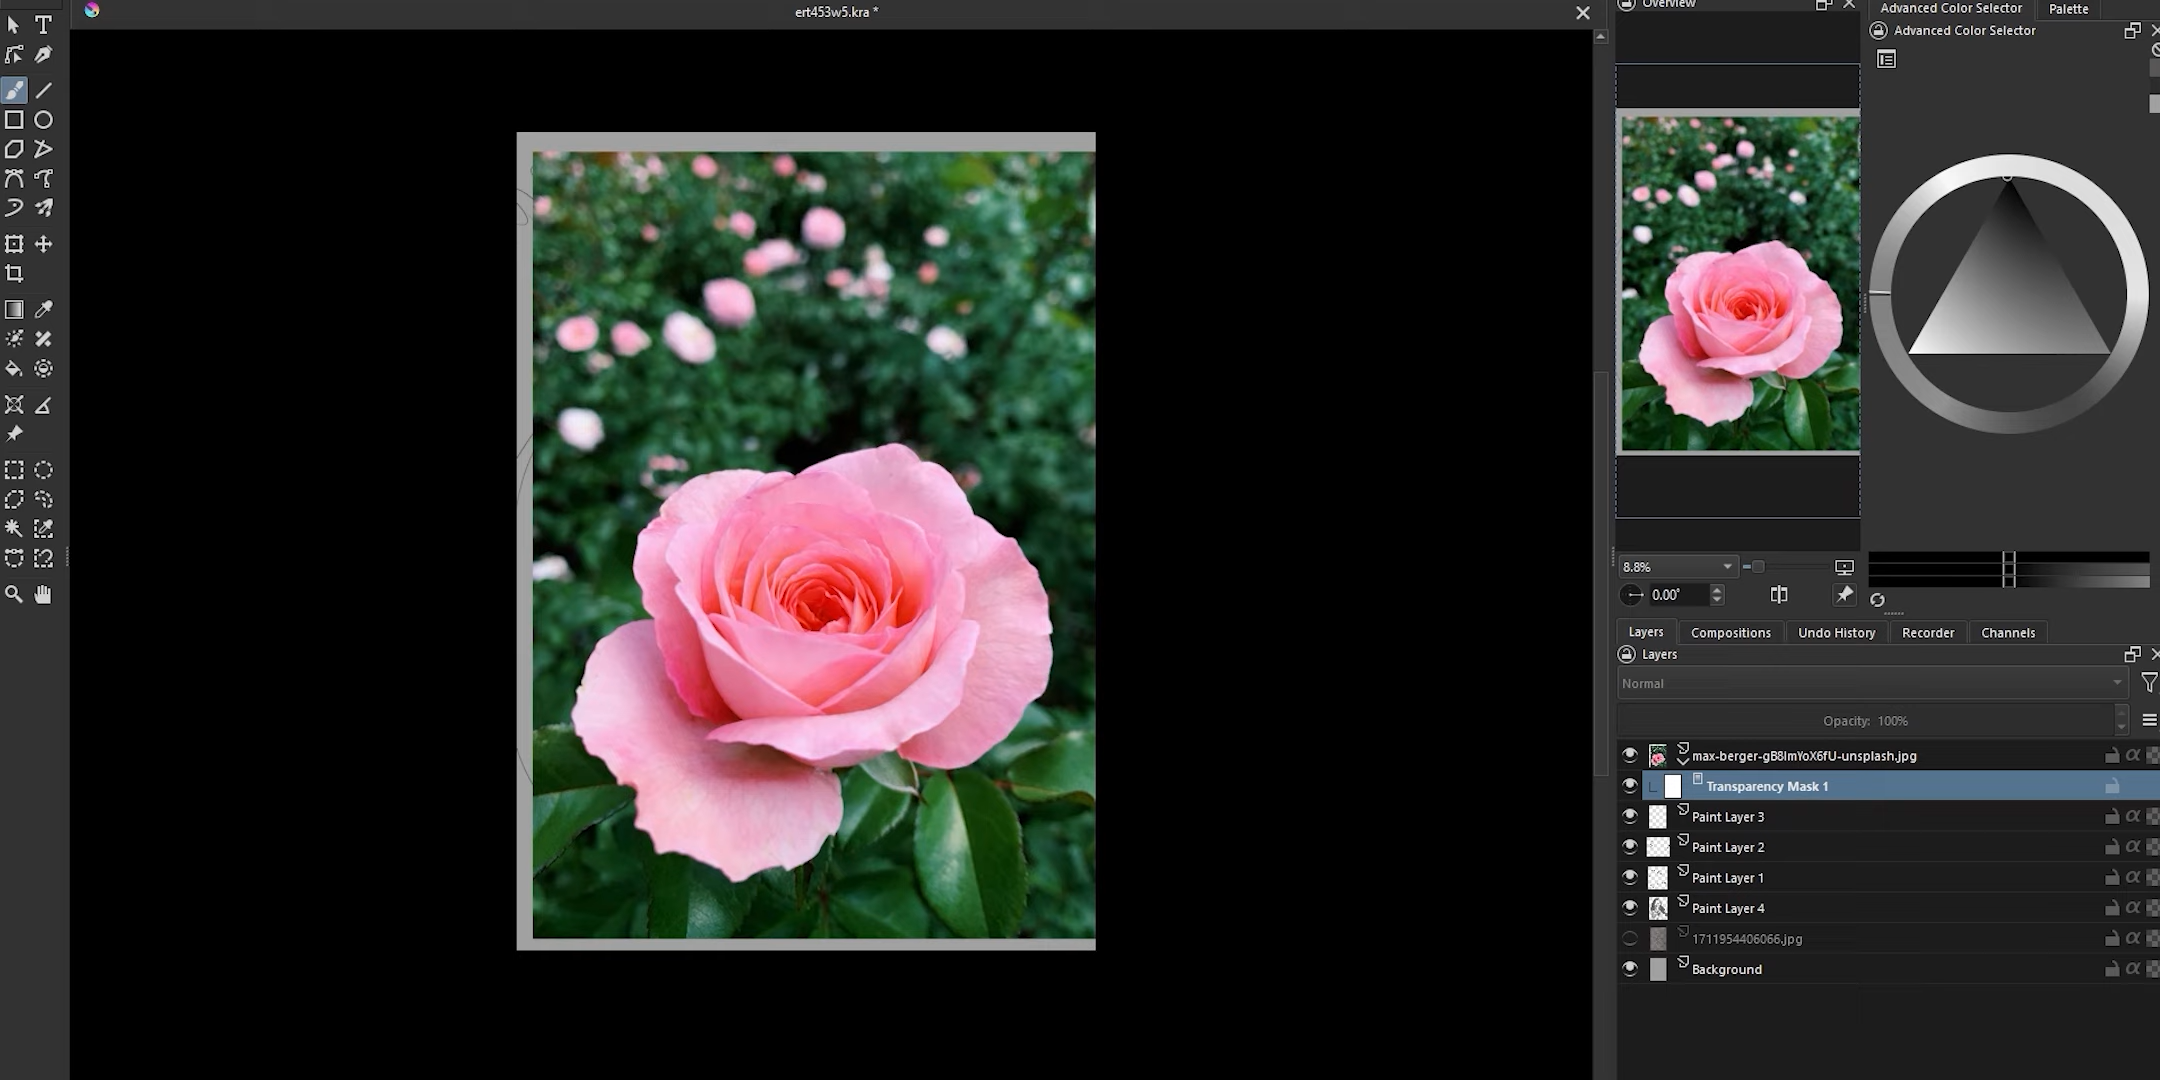 ert453w5.kra *
Overview
Advanced Color Selector
Palette
Advanced Color Selector
8.8%
0.00°
Layers
Compositions
Undo History
Recorder
Channels
Layers
Normal
Opacity: 100%
max-berger-gB8lmYoX6fU-unsplash.jpg
Transparency Mask 1
Paint Layer 3
Paint Layer 2
Paint Layer 1
Paint Layer 4
1711954406066.jpg
Background